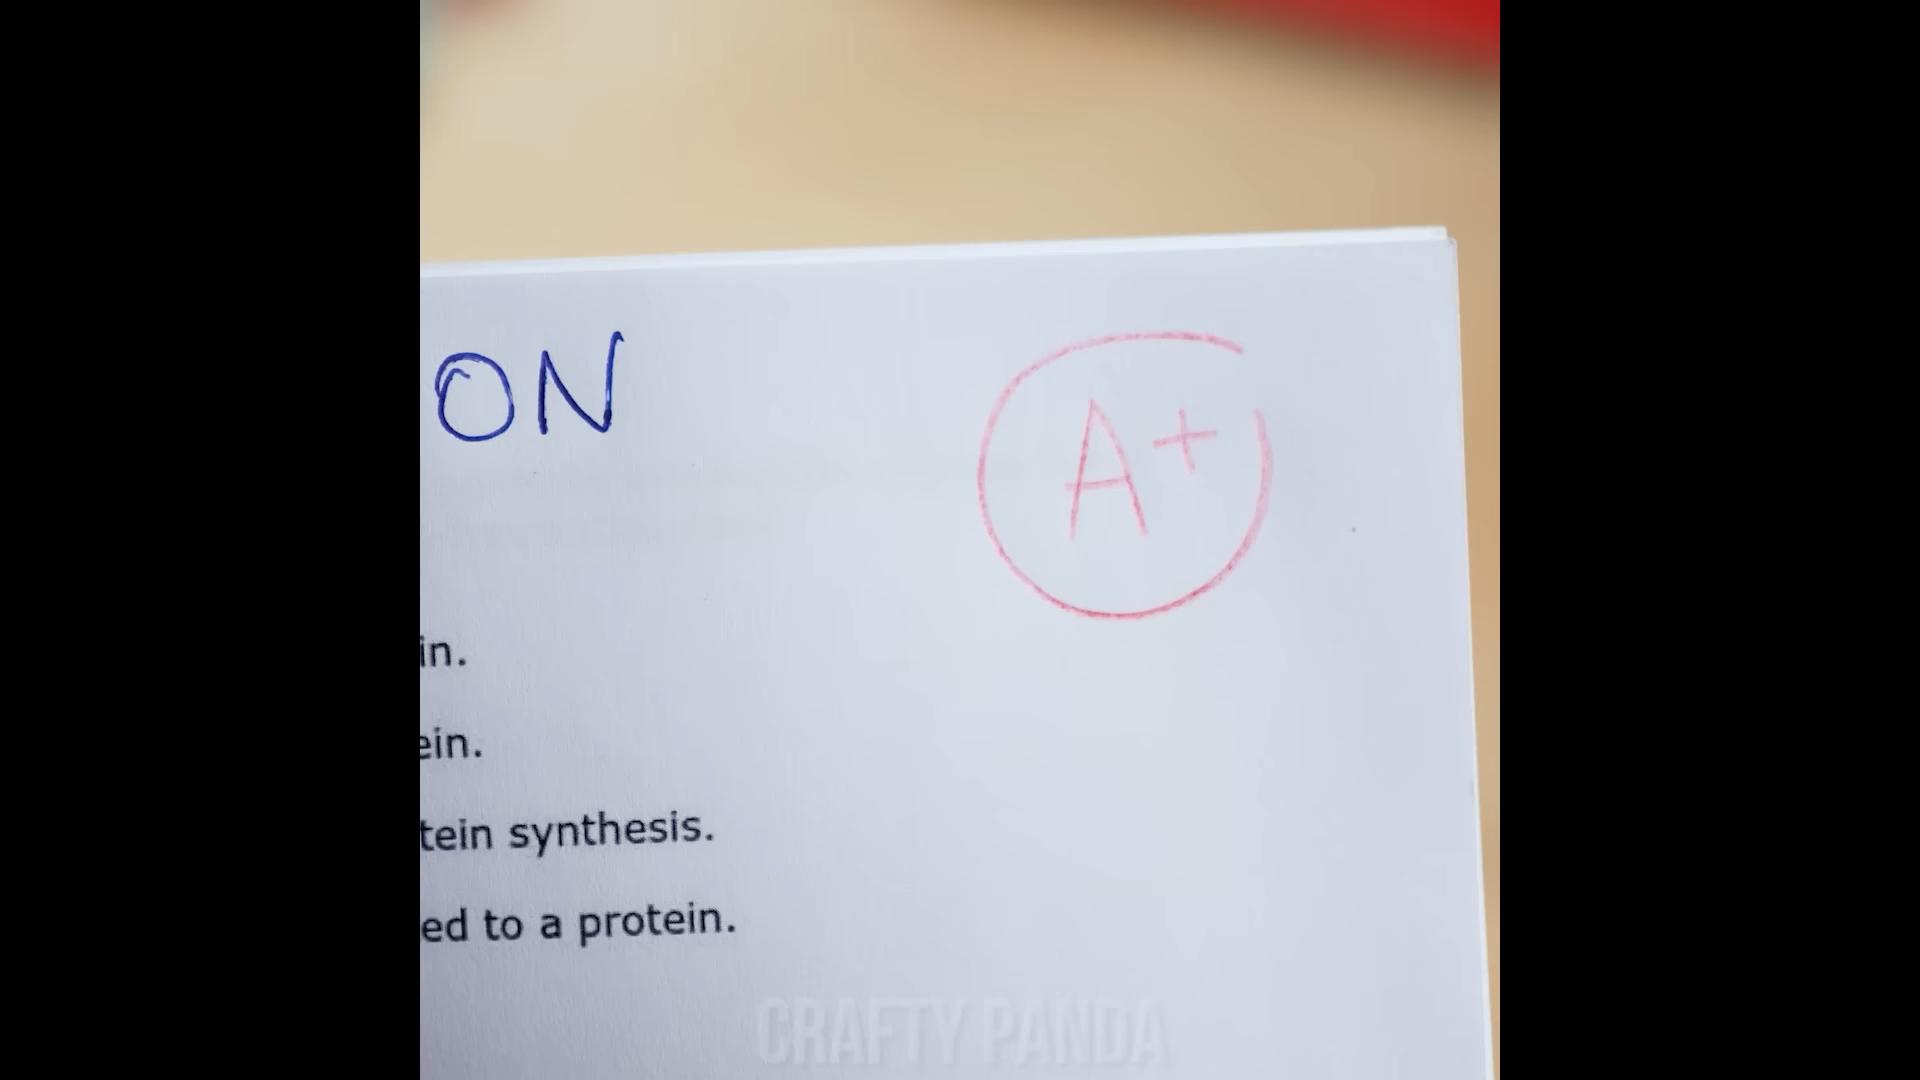 ON
A+
in.
ein.
tein synthesis.
ed to a protein.
CRAFTY PANDA